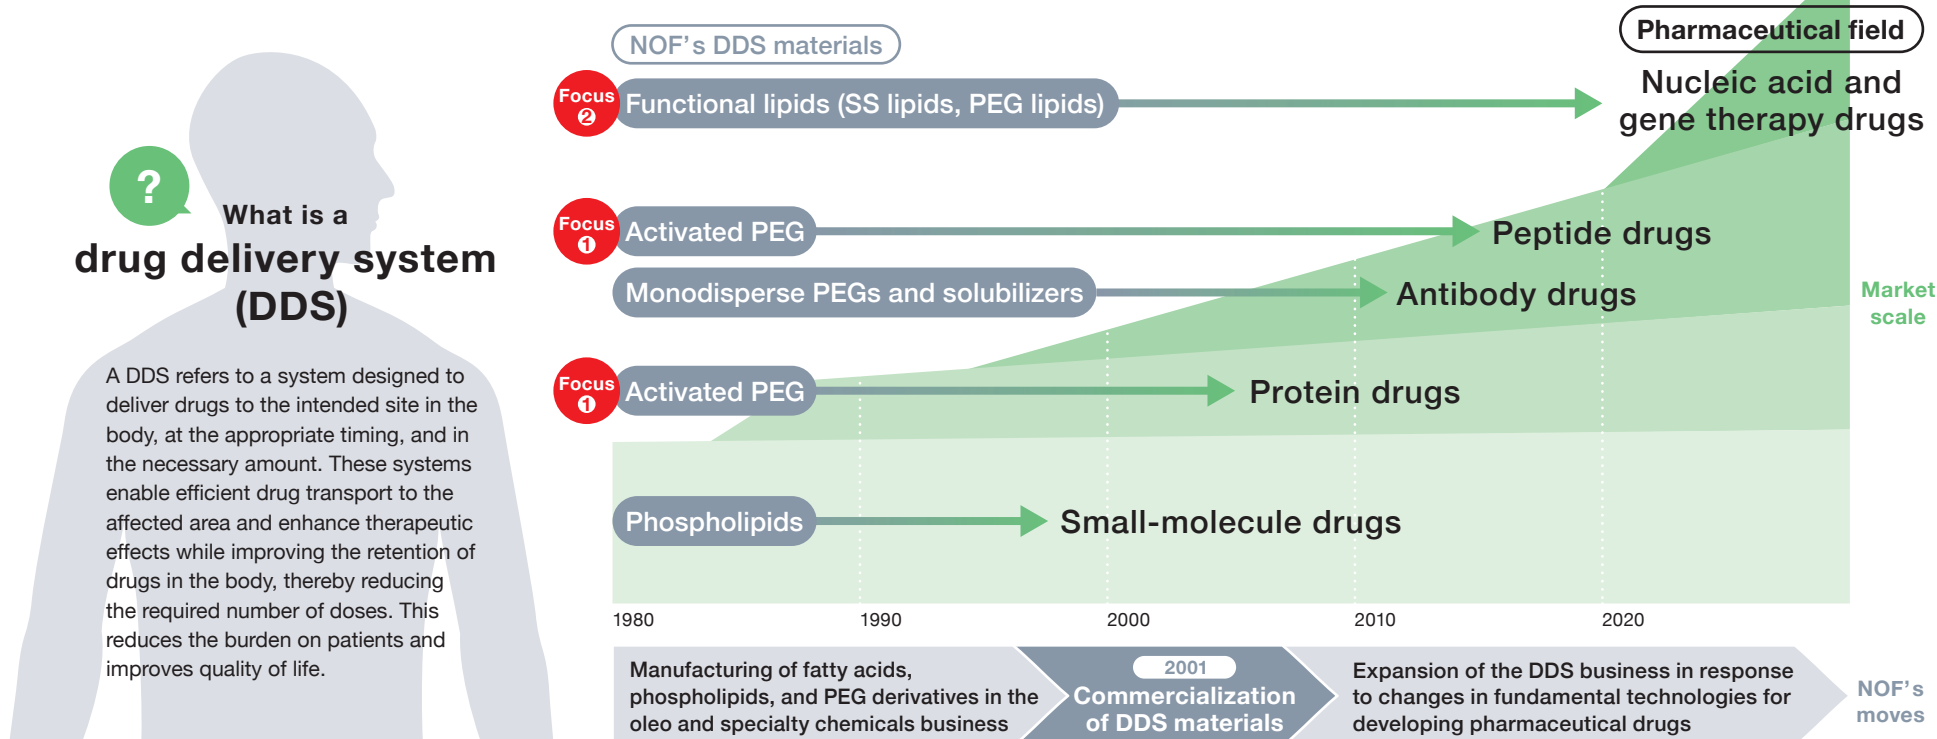 ?
What is a
drug delivery system
(DDS)
A DDS refers to a system designed to
deliver drugs to the intended site in the
body, at the appropriate timing, and in
the necessary amount. These systems
enable efficient drug transport to the
affected area and enhance therapeutic
effects while improving the retention of
drugs in the body, thereby reducing
the required number of doses. This
reduces the burden on patients and
improves quality of life.
NOF's DDS materials
Pharmaceutical field
Focus
2
Functional lipids (SS lipids, PEG lipids)
Nucleic acid and
gene therapy drugs
Focus
1
Activated PEG
Peptide drugs
Monodisperse PEGs and solubilizers
Antibody drugs
Market
scale
Focus
1
Activated PEG
Protein drugs
Phospholipids
Small-molecule drugs
1980
1990
2000
2010
2020
Manufacturing of fatty acids,
phospholipids, and PEG derivatives in the
oleo and specialty chemicals business
2001
Commercialization
of DDS materials
Expansion of the DDS business in response
to changes in fundamental technologies for
developing pharmaceutical drugs
NOF's
moves